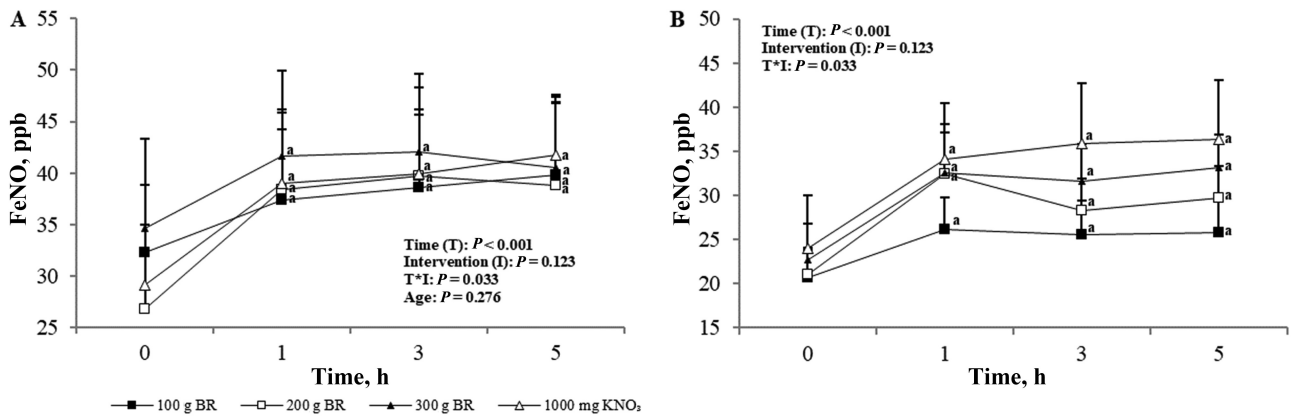 A
FeNO, ppb
55
50
45
40
35
30
25
a
a a a
a a a
a a a
a a
Time (T): P < 0.001
Intervention (I): P = 0.123
T*I: P = 0.033
Age: P = 0.276
0 1 3 5
Time, h
B
FeNO, ppb
50
45
40
35
30
25
20
15
Time (T): P < 0.001
Intervention (I): P = 0.123
T*I: P = 0.033
a a a
a a a
a a a
a a a
0 1 3 5
Time, h
100 g BR 200 g BR 300 g BR 1000 mg KNO₃